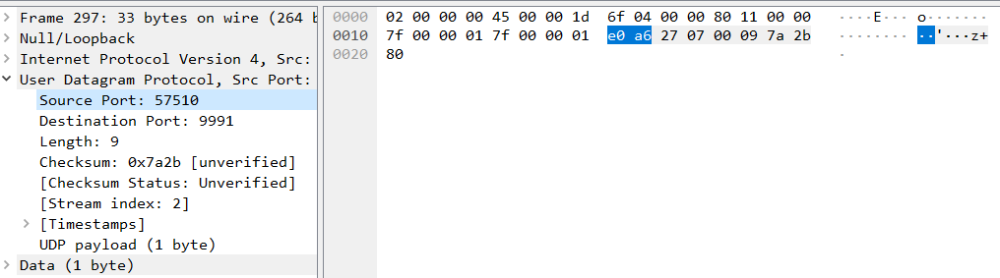 Frame 297: 33 bytes on wire (264 b
Null/Loopback
Internet Protocol Version 4, Src:
User Datagram Protocol, Src Port:
Source Port: 57510
Destination Port: 9991
Length: 9
Checksum: 0x7a2b [unverified]
[Checksum Status: Unverified]
[Stream index: 2]
[Timestamps]
UDP payload (1 byte)
Data (1 byte)
0000 02 00 00 00 45 00 00 1d 6f 04 00 00 80 11 00 00 ····E··· o·······
0010 7f 00 00 01 7f 00 00 01 e0 a6 27 07 00 09 7a 2b ········ ··'···z+
0020 80 ·